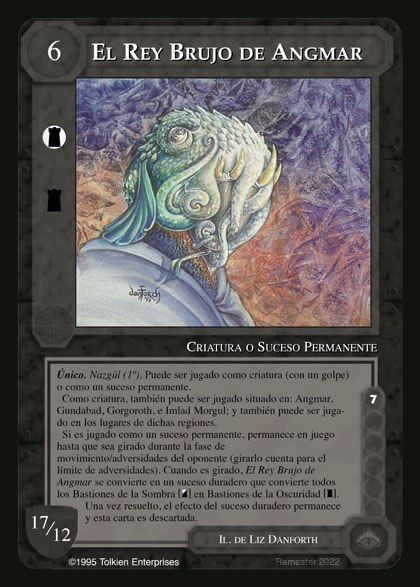 6
El Rey Brujo de Angmar
danForth
Criatura o Suceso Permanente
Único. Nazgûl (1º). Puede ser jugado como criatura (con un golpe)
o como un suceso permanente.
Como criatura, también puede ser jugado situado en: Angmar,
Gundabad, Gorgoroth, e Imlad Morgul; y también puede ser juga-
do en los lugares de dichas regiones.
Si es jugado como un suceso permanente, permanece en juego
hasta que sea girado durante la fase de
movimiento/adversidades del oponente (girarlo cuenta para el
límite de adversidades). Cuando es girado, El Rey Brujo de
Angmar se convierte en un suceso duradero que convierte todos
los Bastiones de la Sombra [ ] en Bastiones de la Oscuridad [ ].
Una vez resuelto, el efecto del suceso duradero permanece
y esta carta es descartada.
7
17/12
Il. de Liz Danforth
©1995 Tolkien Enterprises
Remaster 2022